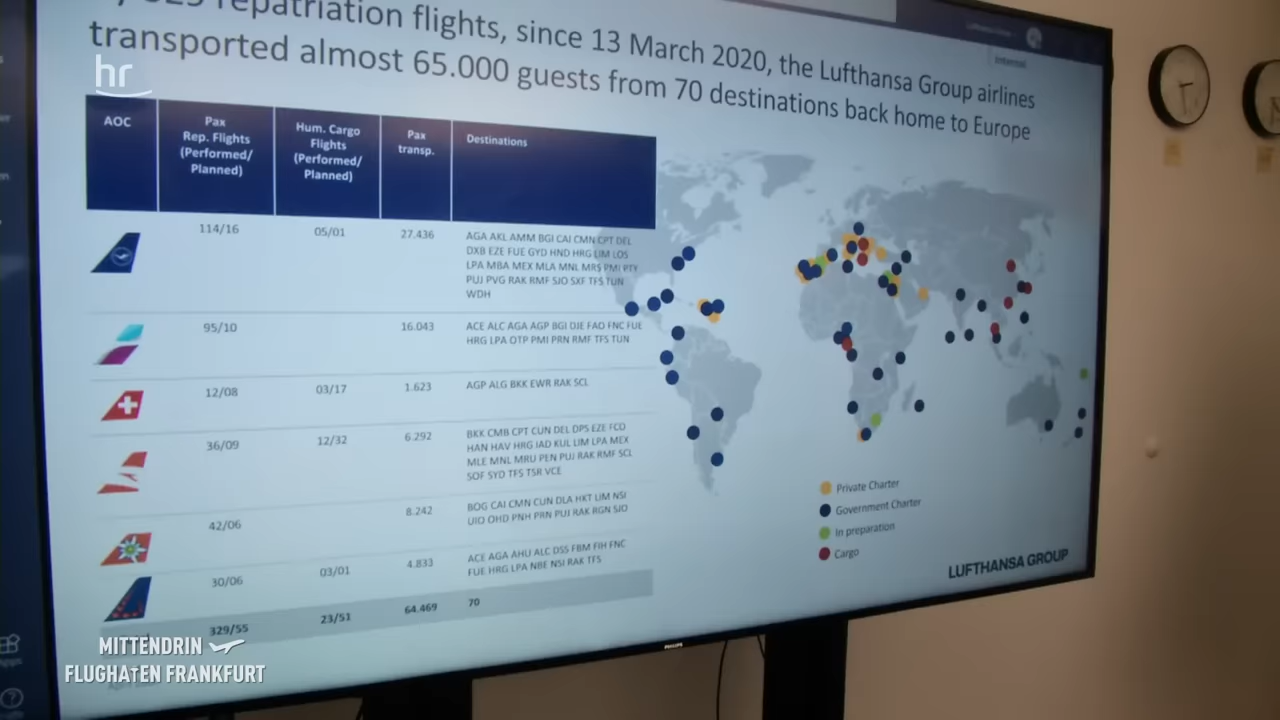 repatriation flights, since 13 March 2020, the Lufthansa Group airlines
transported almost 65.000 guests from 70 destinations back home to Europe
hr
Internal
AOC
Pax
Rep. Flights
(Performed/
Planned)
Hum. Cargo
Flights
(Performed/
Planned)
Pax
transp.
Destinations
114/16
05/01
27.436
AGA AKL AMM BGI CAI CMN CPT DEL
DXB EZE FUE GYD HND HRG LIM LOS
LPA MBA MEX MLA MNL MRS PMI PTY
PUJ PVG RAK RMF SJO SXF TFS TUN
WDH
95/10
16.043
ACE ALC AGA AGP BGI DJE FAO FNC FUE
HRG LPA OTP PMI PRN RMF TFS TUN
12/08
03/17
1.623
AGP ALG BKK EWR RAK SCL
36/09
12/32
6.292
BKK CMB CPT CUN DEL DPS EZE FCO
HAN HAV HRG IAD KUL LIM LPA MEX
MLE MNL MRU PEN PUJ RAK RMF SCL
SOF SYD TFS TSR VCE
42/06
8.242
BOG CAI CMN CUN DLA HKT LIM NSI
UIO OHD PNH PRN PUJ RAK RGN SJO
30/06
03/01
4.833
ACE AGA AHU ALC DSS FBM FIH FNC
FUE HRG LPA NBE NSI RAK TFS
329/55
23/51
64.469
70
Private Charter
Government Charter
In preparation
Cargo
LUFTHANSA GROUP
PHILIPS
MITTENDRIN
FLUGHAFEN FRANKFURT